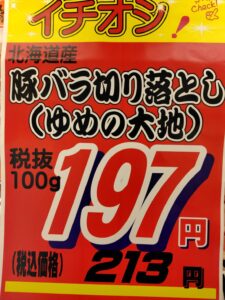 イチオシ!
Check
北海道産
豚バラ切り落とし
(ゆめの大地)
税抜
100g
197円
(税込価格) 213円